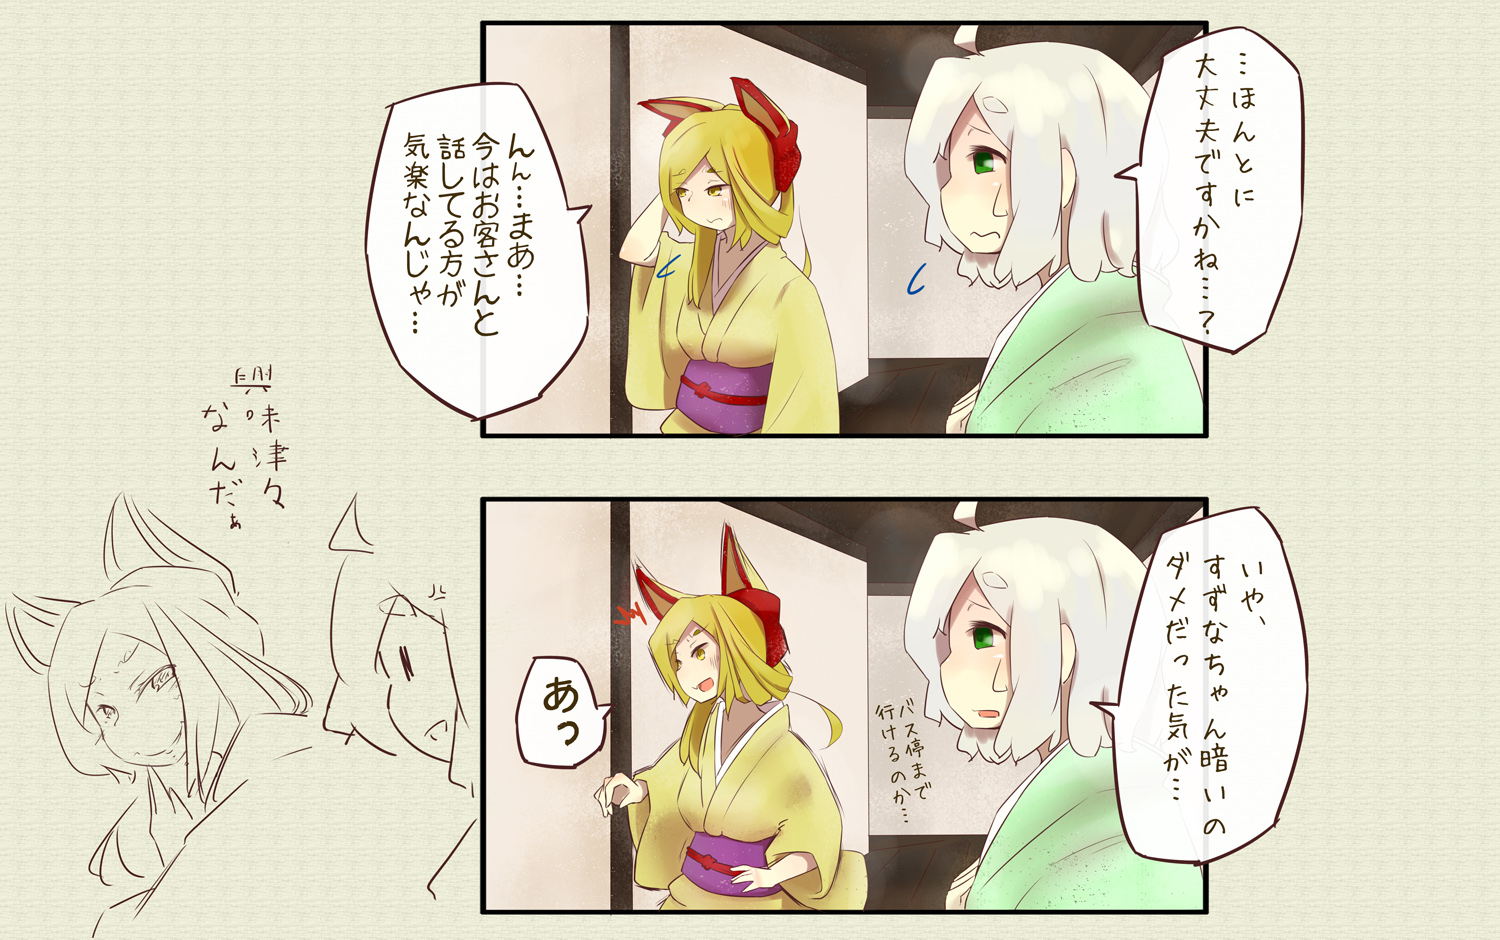 …ほんとに
大丈夫ですかね…?
んん…まあ…
今はお客さんと
話してる方が
気楽なんじゃ…
いや、
すずなちゃん暗いの
ダメだった気が…
バス停まで
行けるのか…
あっ
興味津々
なんだぁ